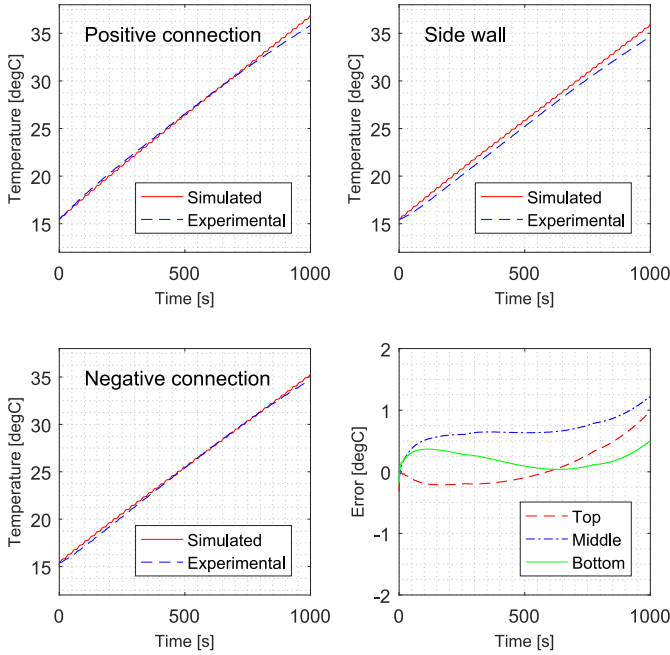 Positive connection
Temperature [degC]
35
30
25
20
15
Simulated
Experimental
0
500
1000
Time [s]
Side wall
Temperature [degC]
35
30
25
20
15
Simulated
Experimental
0
500
1000
Time [s]
Negative connection
Temperature [degC]
35
30
25
20
15
Simulated
Experimental
0
500
1000
Time [s]
Error [degC]
2
1
0
-1
-2
Top
Middle
Bottom
0
500
1000
Time [s]